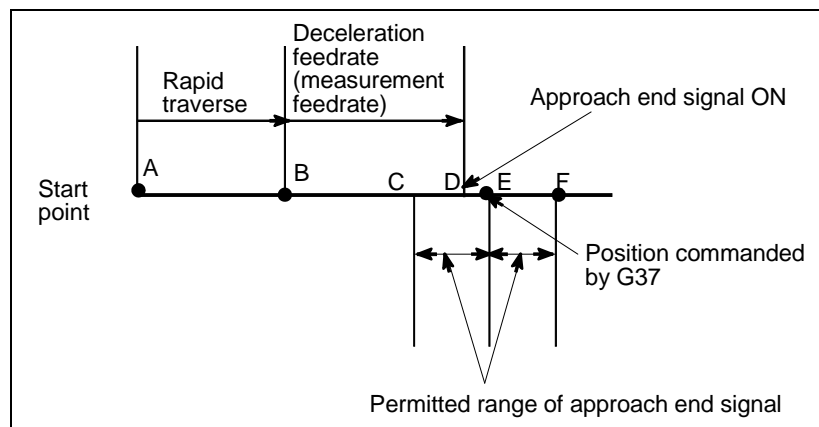 Deceleration
feedrate
(measurement
feedrate)
Rapid
traverse
Approach end signal ON
A
B
C
D
E
F
Start
point
Position commanded
by G37
Permitted range of approach end signal